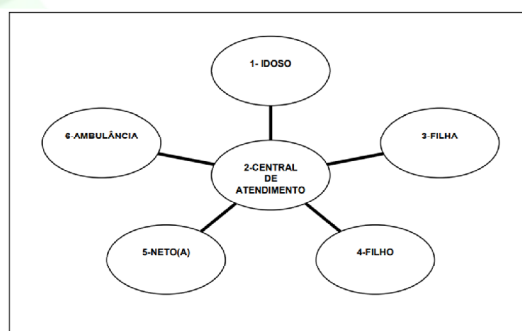 1- IDOSO
6-AMBULÂNCIA
3-FILHA
2-CENTRAL
DE
ATENDIMENTO
5-NETO(A)
4-FILHO